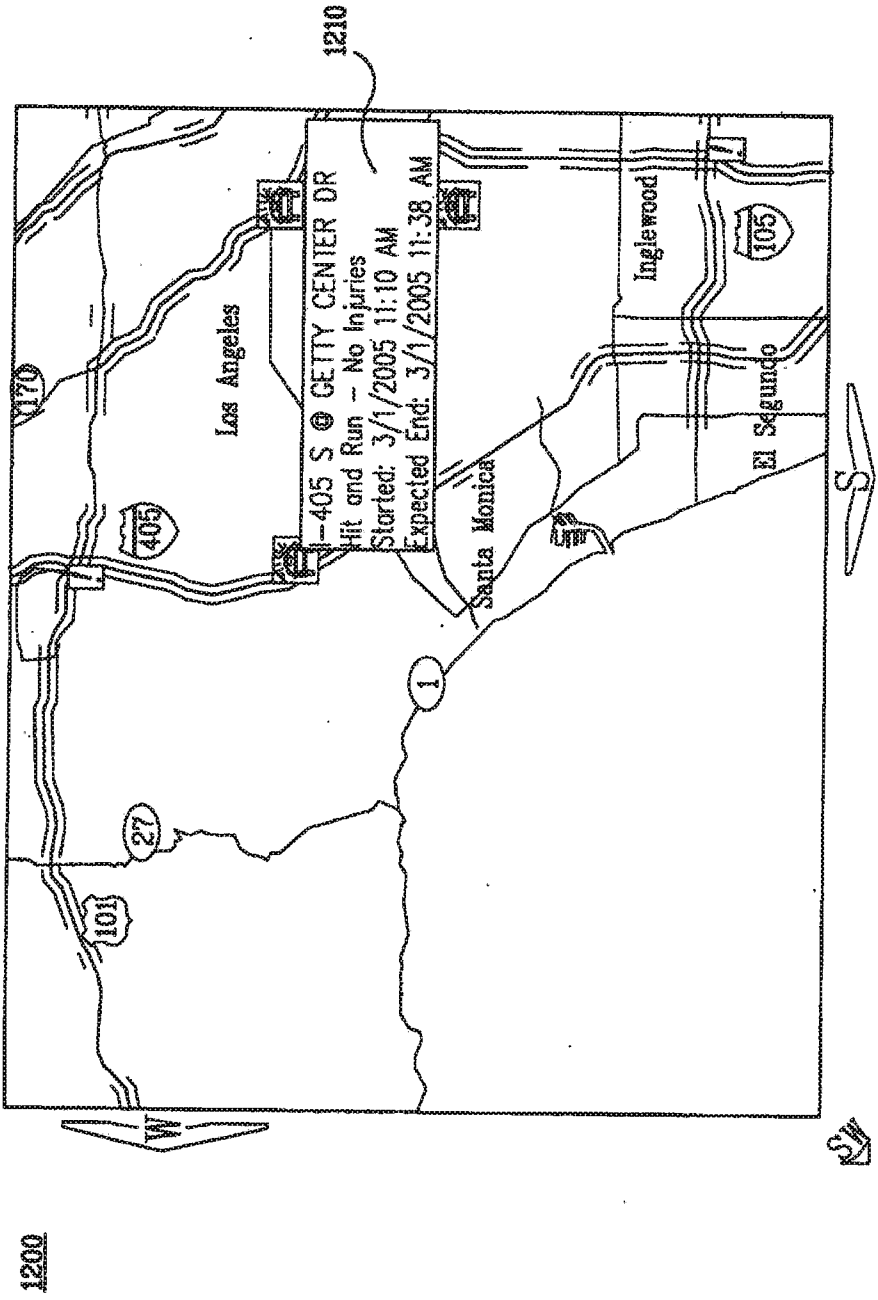 1200
W
SW
S
101
27
1
405
170
Los Angeles
I-405 S @ GETTY CENTER DR
Hit and Run - No Injuries
Started: 3/1/2005 11:10 AM
Expected End: 3/1/2005 11:38 AM
1210
Santa Monica
Inglewood
105
El Segundo